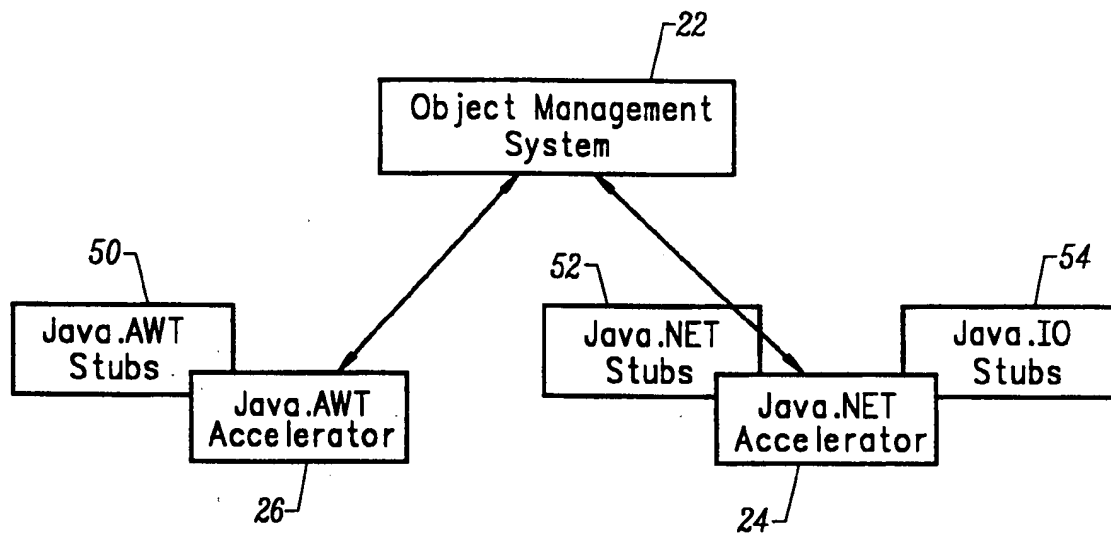 22
Object Management
System
50
52
54
Java.AWT
Stubs
Java.NET
Stubs
Java.IO
Stubs
Java.AWT
Accelerator
Java.NET
Accelerator
26
24